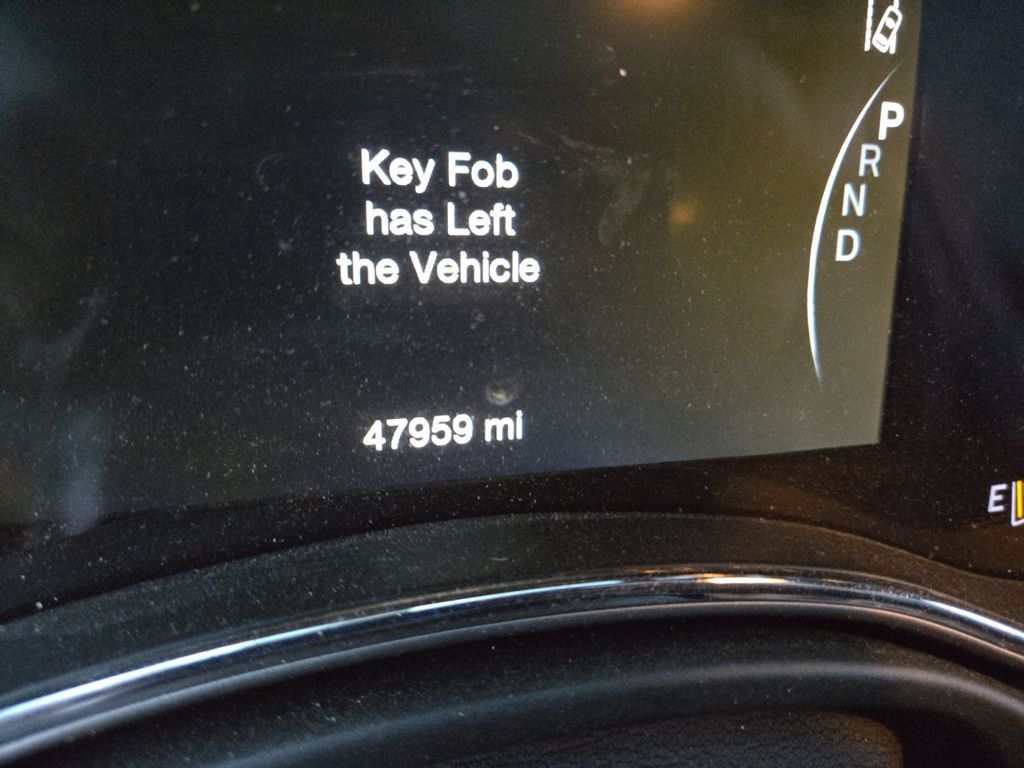 P
R
N
D
Key Fob
has Left
the Vehicle
47959 mi
E